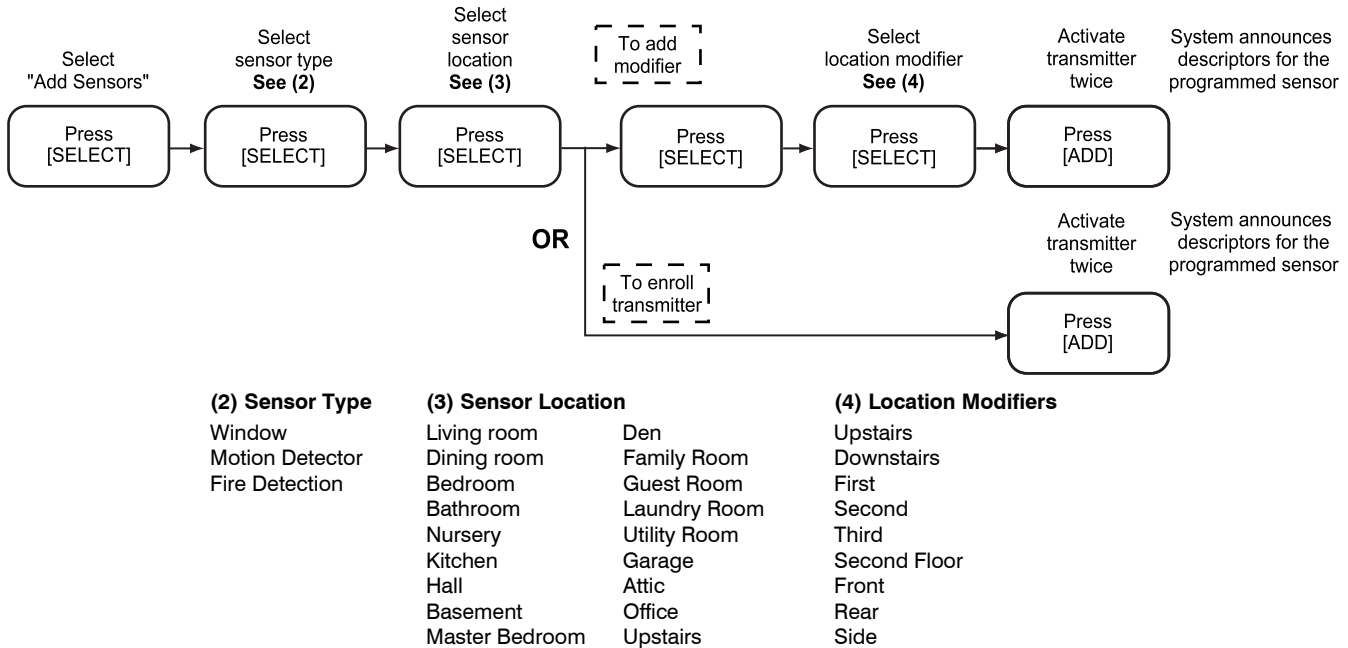 Select
"Add Sensors"
Press
[SELECT]
Select
sensor type
See (2)
Press
[SELECT]
Select
sensor
location
See (3)
Press
[SELECT]
To add
modifier
Press
[SELECT]
Select
location modifier
See (4)
Press
[SELECT]
Activate
transmitter
twice
Press
[ADD]
System announces
descriptors for the
programmed sensor
OR
To enroll
transmitter
Activate
transmitter
twice
Press
[ADD]
System announces
descriptors for the
programmed sensor
(2) Sensor Type
Window
Motion Detector
Fire Detection
(3) Sensor Location
Living room
Dining room
Bedroom
Bathroom
Nursery
Kitchen
Hall
Basement
Master Bedroom
Den
Family Room
Guest Room
Laundry Room
Utility Room
Garage
Attic
Office
Upstairs
(4) Location Modifiers
Upstairs
Downstairs
First
Second
Third
Second Floor
Front
Rear
Side